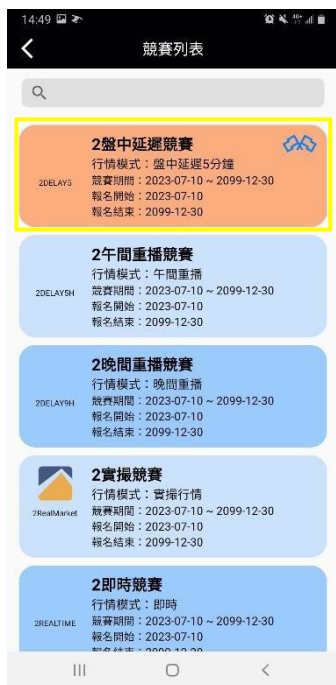 14:49
競賽列表
2盤中延遲競賽
行情模式：盤中延遲5分鐘
2DELAY5
競賽期間：2023-07-10 ~ 2099-12-30
報名開始：2023-07-10
報名結束：2099-12-30
2午間重播競賽
行情模式：午間重播
2DELAY5H
競賽期間：2023-07-10 ~ 2099-12-30
報名開始：2023-07-10
報名結束：2099-12-30
2晚間重播競賽
行情模式：晚間重播
2DELAY9H
競賽期間：2023-07-10 ~ 2099-12-30
報名開始：2023-07-10
報名結束：2099-12-30
2實撮競賽
行情模式：實撮行情
2RealMarket
競賽期間：2023-07-10 ~ 2099-12-30
報名開始：2023-07-10
報名結束：2099-12-30
2即時競賽
行情模式：即時
2REALTIME
競賽期間：2023-07-10 ~ 2099-12-30
報名開始：2023-07-10